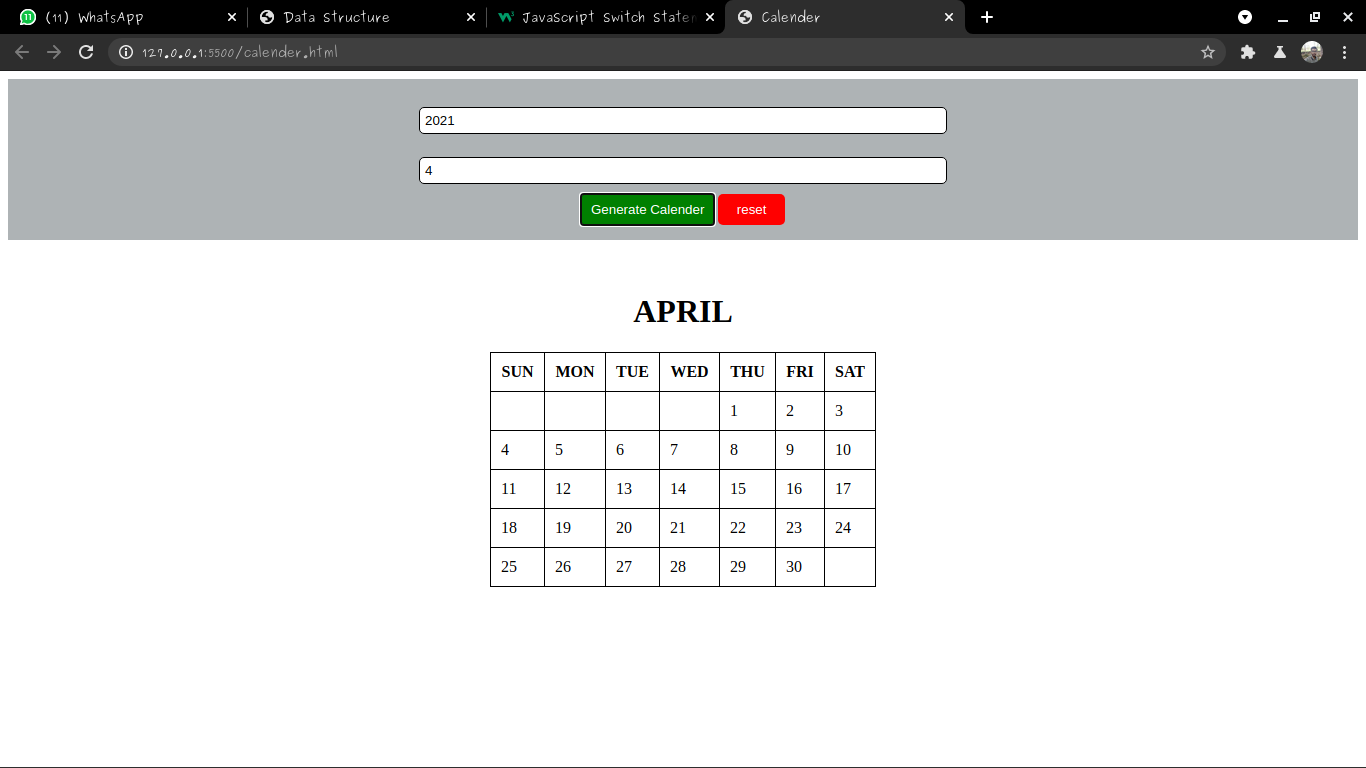 (11) WhatsApp
Data Structure
JavaScript Switch Staten
Calender
127.0.0.1:5500/calender.html
2021
4
Generate Calender reset
APRIL
SUN MON TUE WED THU FRI SAT
1 2 3
4 5 6 7 8 9 10
11 12 13 14 15 16 17
18 19 20 21 22 23 24
25 26 27 28 29 30